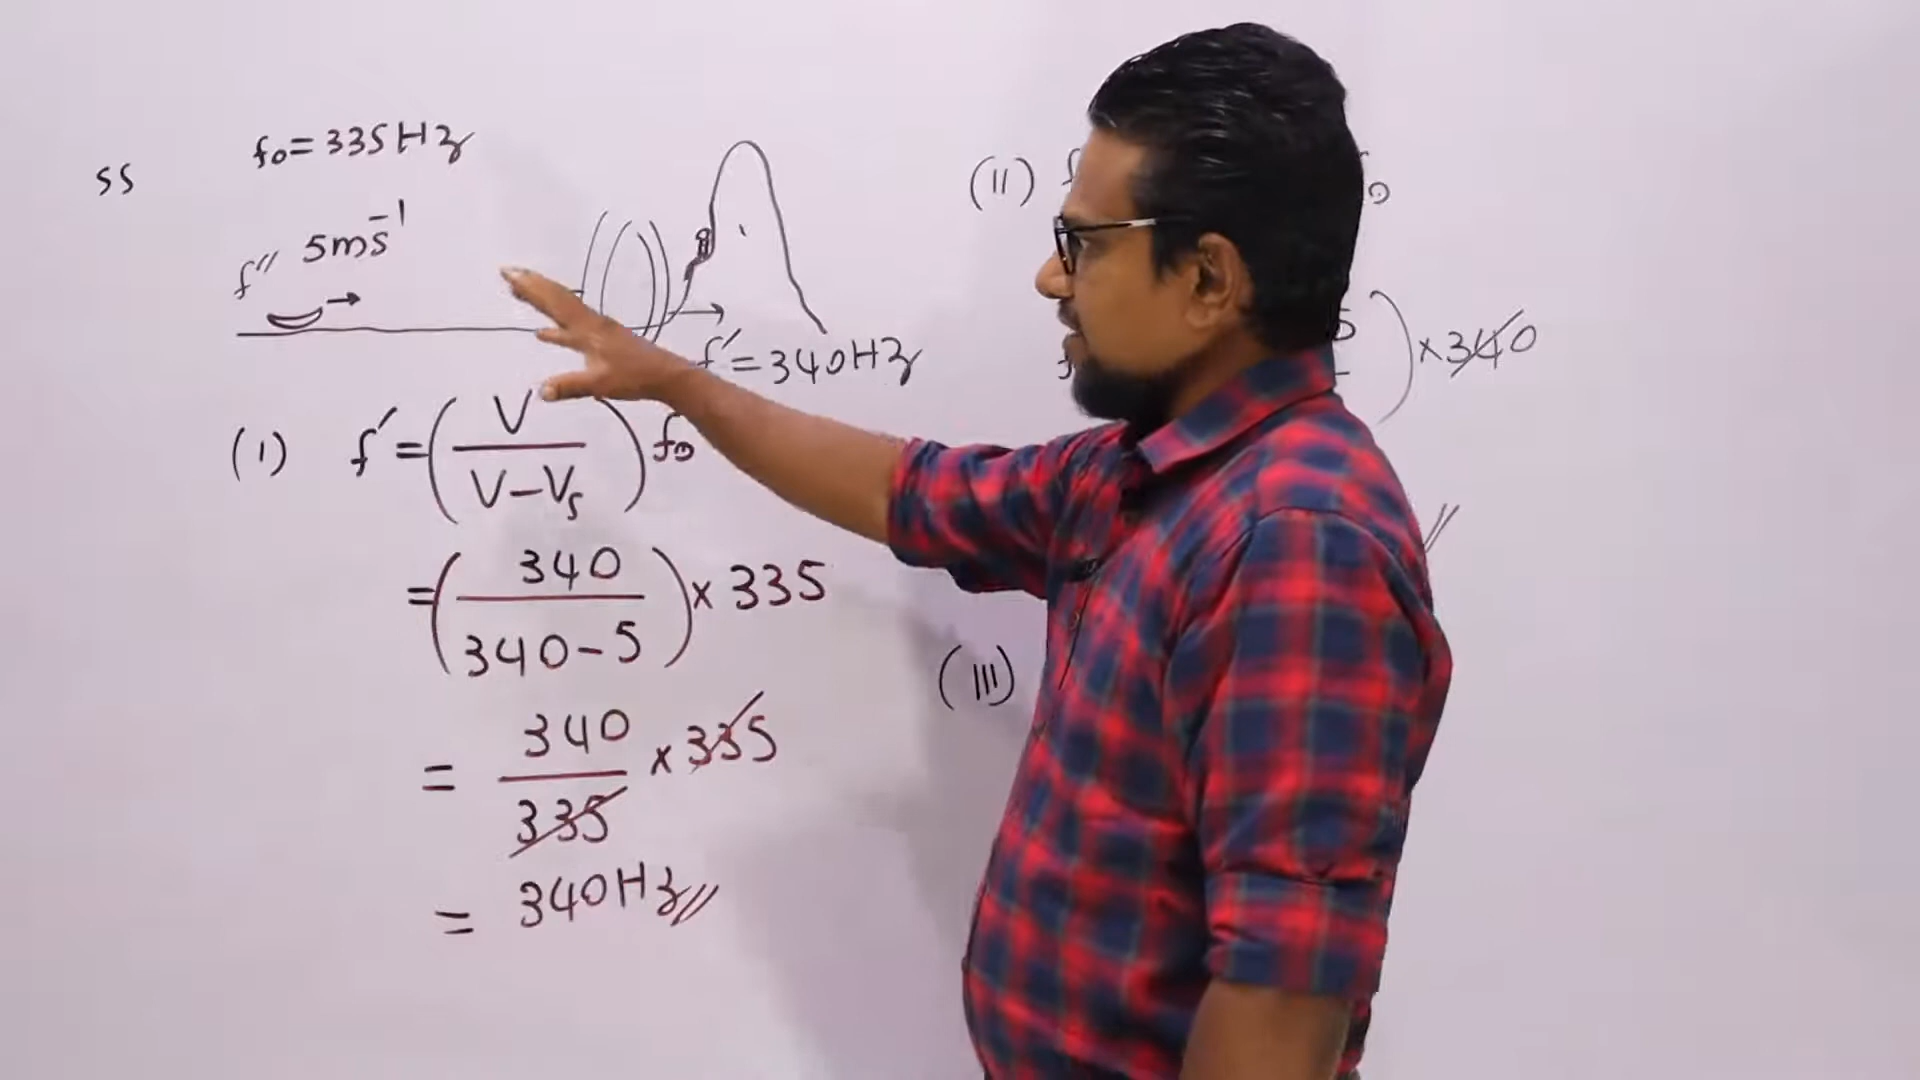 ss
f₀ = 335Hz
f'' 5ms⁻¹
f' = 340Hz
(I) f' = (V / V-Vₛ) f₀
= (340 / 340-5) × 335
= 340 / 335 × 335
= 340Hz //
(II)
× 340
//
(III)